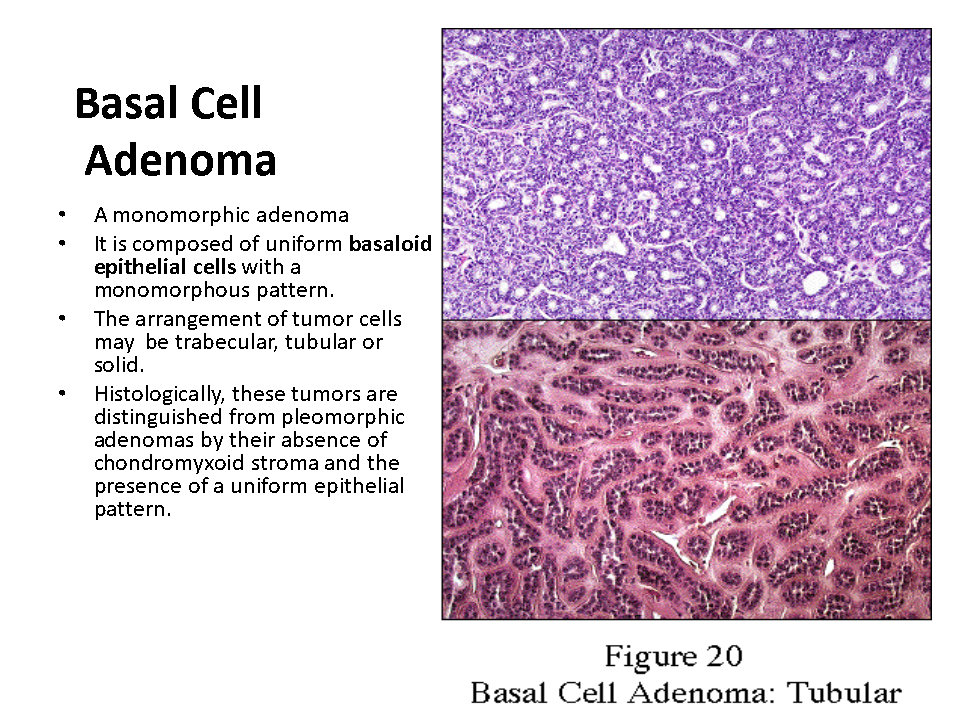 Basal Cell
Adenoma
• A monomorphic adenoma
• It is composed of uniform basaloid
epithelial cells with a
monomorphous pattern.
• The arrangement of tumor cells
may be trabecular, tubular or
solid.
• Histologically, these tumors are
distinguished from pleomorphic
adenomas by their absence of
chondromyxoid stroma and the
presence of a uniform epithelial
pattern.
Figure 20
Basal Cell Adenoma: Tubular